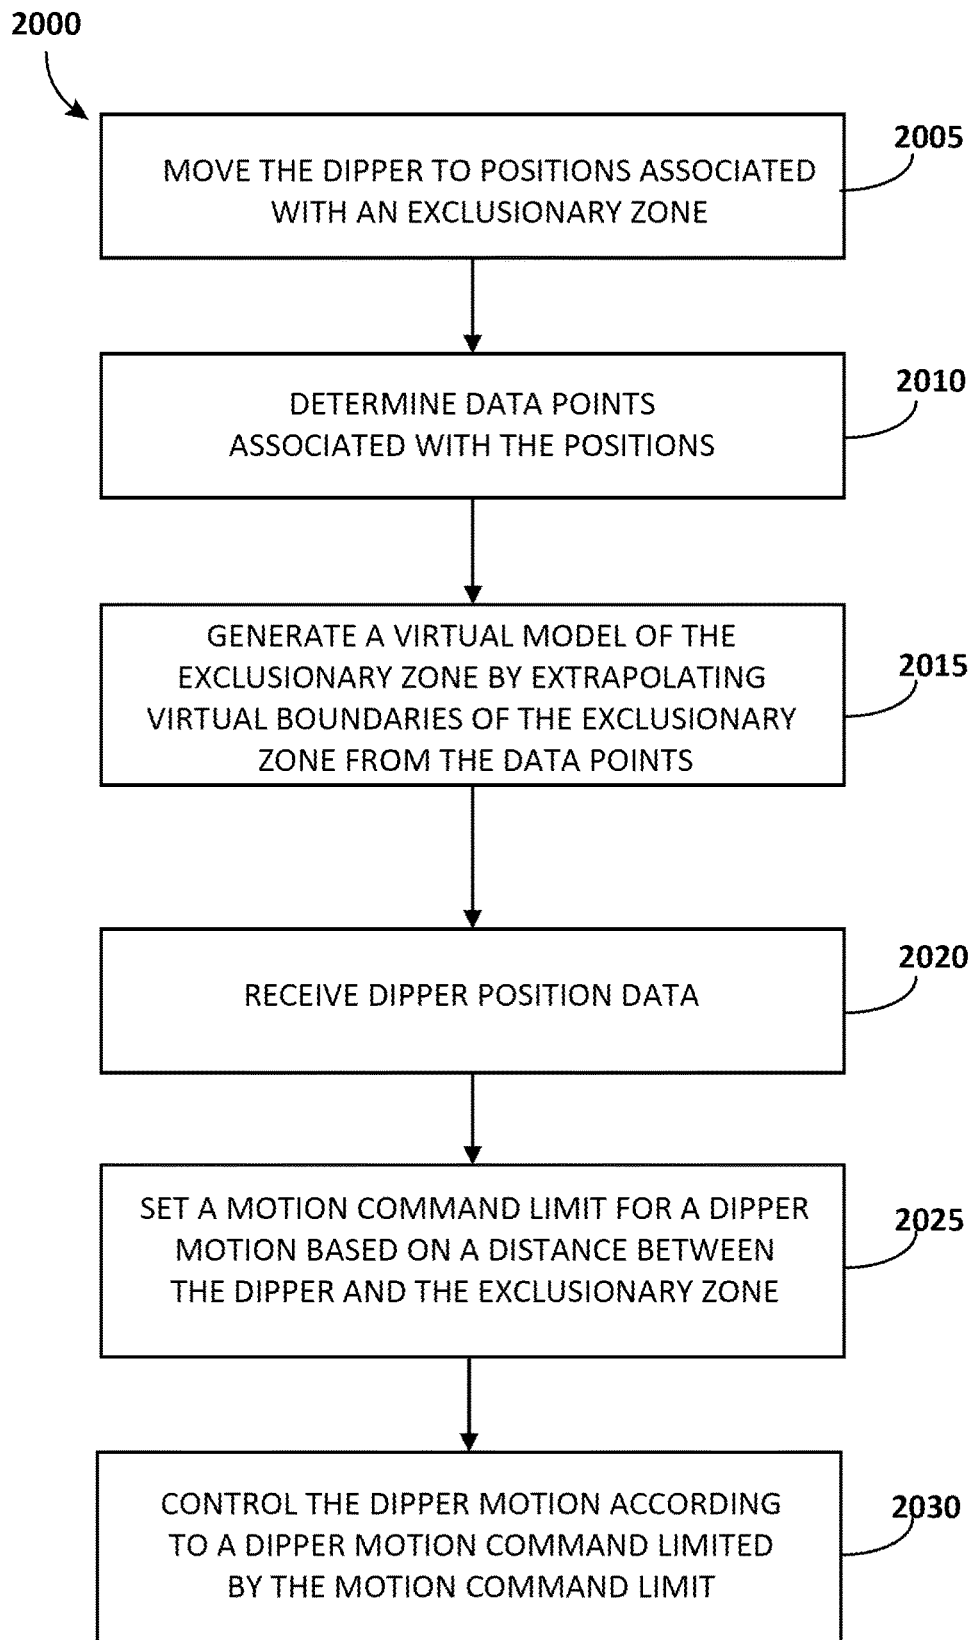 2000
2005
MOVE THE DIPPER TO POSITIONS ASSOCIATED
WITH AN EXCLUSIONARY ZONE
2010
DETERMINE DATA POINTS
ASSOCIATED WITH THE POSITIONS
2015
GENERATE A VIRTUAL MODEL OF THE
EXCLUSIONARY ZONE BY EXTRAPOLATING
VIRTUAL BOUNDARIES OF THE EXCLUSIONARY
ZONE FROM THE DATA POINTS
2020
RECEIVE DIPPER POSITION DATA
2025
SET A MOTION COMMAND LIMIT FOR A DIPPER
MOTION BASED ON A DISTANCE BETWEEN
THE DIPPER AND THE EXCLUSIONARY ZONE
2030
CONTROL THE DIPPER MOTION ACCORDING
TO A DIPPER MOTION COMMAND LIMITED
BY THE MOTION COMMAND LIMIT